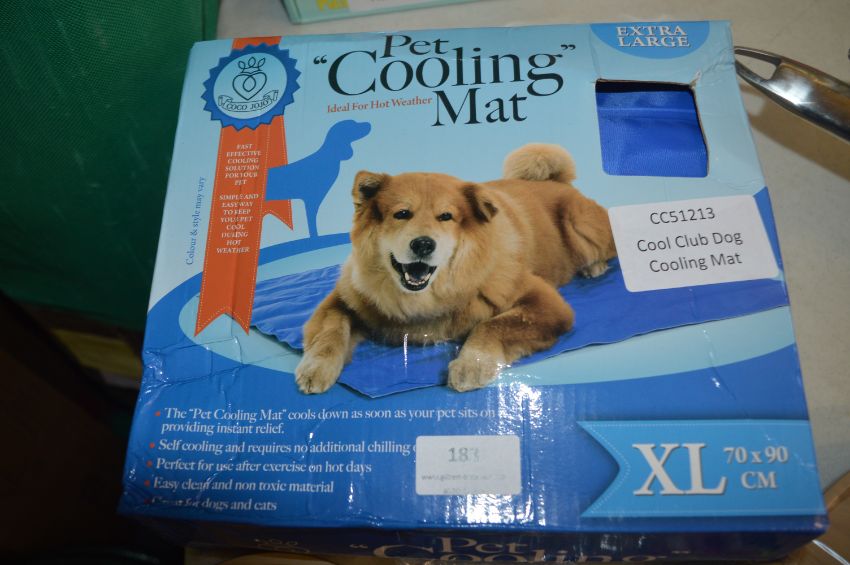 Pet
"Cooling"
Mat
Ideal For Hot Weather
EXTRA
LARGE
COCO JOJO
FAST
EFFECTIVE
COOLING
SOLUTION
FOR YOUR
PET
SIMPLE AND
EASY WAY
TO KEEP
YOUR PET
COOL
DURING
HOT
WEATHER
Colour & style may vary
CC51213
Cool Club Dog
Cooling Mat
• The "Pet Cooling Mat" cools down as soon as your pet sits on
providing instant relief.
• Self cooling and requires no additional chilling
• Perfect for use after exercise on hot days
• Easy clean and non toxic material
• Great for dogs and cats
183
XL 70 x 90
CM
Pet
"Cooling"